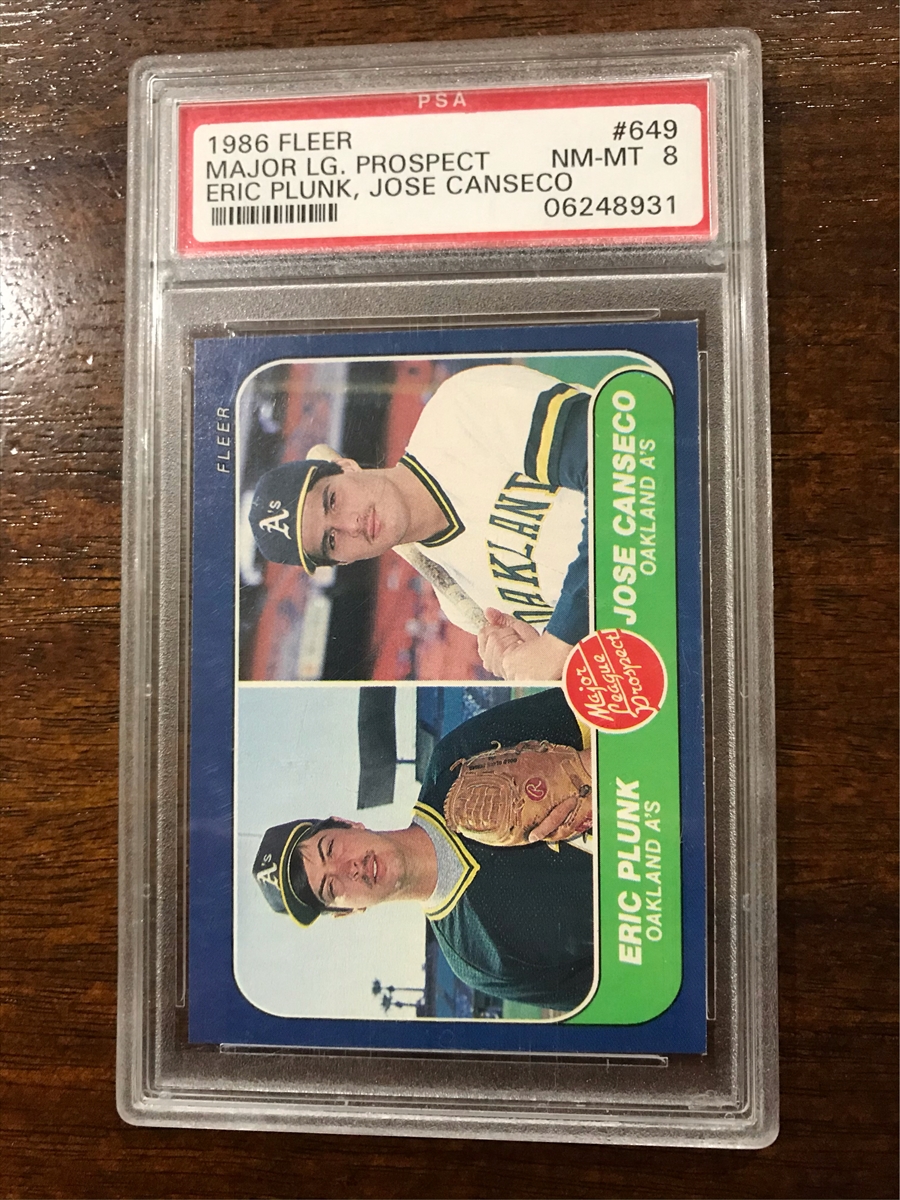 PSA
1986 FLEER #649
MAJOR LG. PROSPECT NM-MT 8
ERIC PLUNK, JOSE CANSECO
06248931
FLEER
A's
OAKLAND
JOSE CANSECO
OAKLAND A'S
Major
League
Prospect
A's
R
ERIC PLUNK
OAKLAND A'S